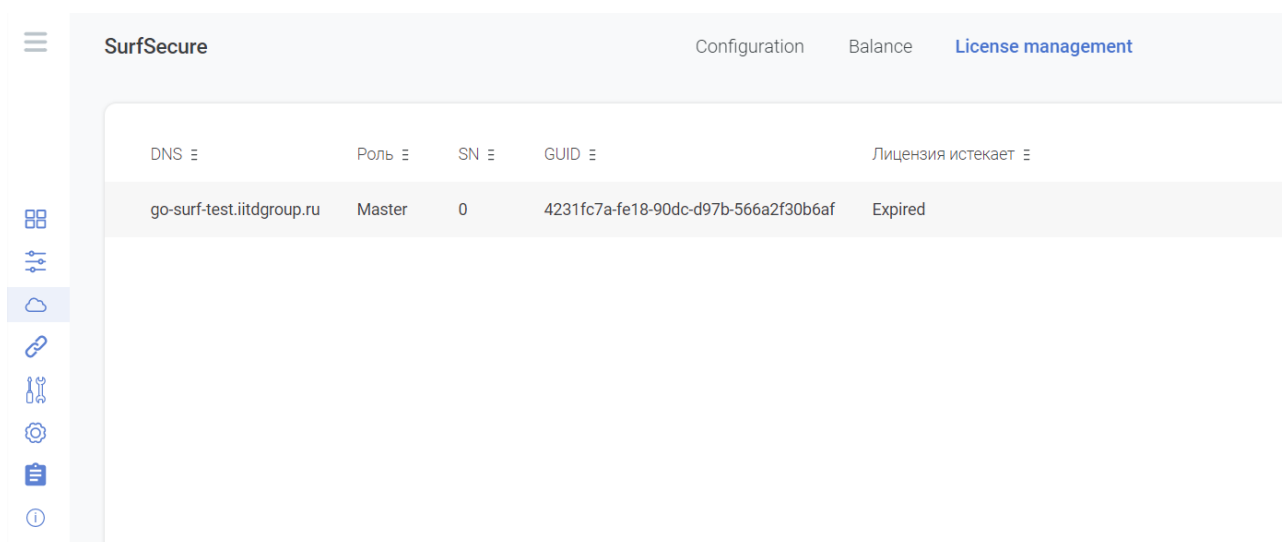 SurfSecure Configuration Balance License management
DNS Роль SN GUID Лицензия истекает
go-surf-test.iitdgroup.ru Master 0 4231fc7a-fe18-90dc-d97b-566a2f30b6af Expired